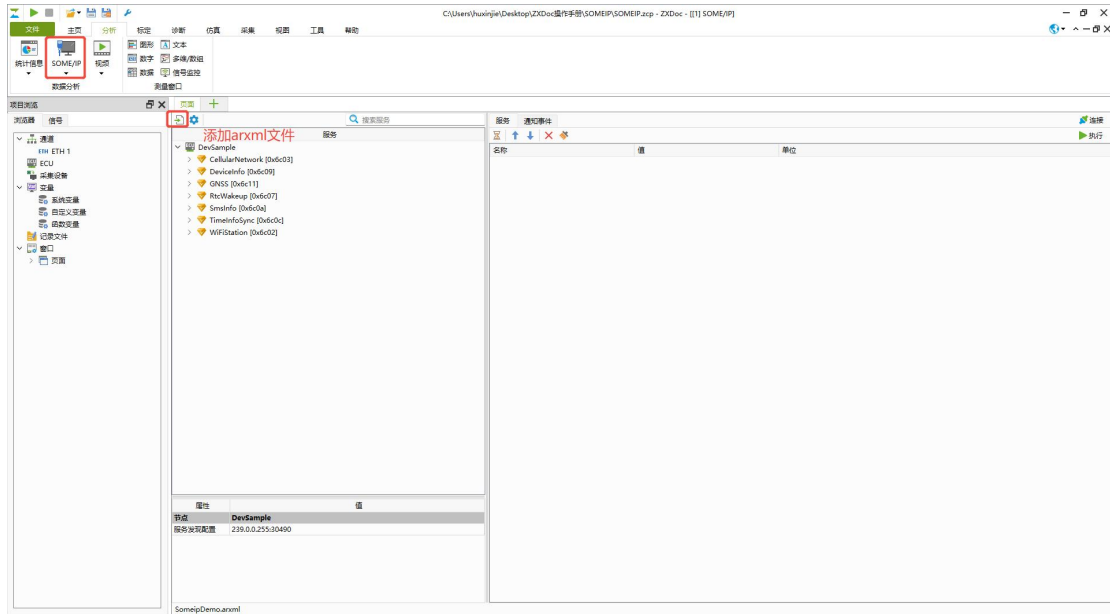 C:\Users\huxinjie\Desktop\ZXDoc操作手册\SOMEIP\SOMEIP.zcp - ZXDoc - [[1] SOME/IP]
文件 主页 分析 标定 诊断 仿真 采集 视图 工具 帮助
统计信息 SOME/IP 视频
图形 文本
数字 多维/数组
数据 信号监控
数据分析 测量窗口
项目浏览
浏览器 信号
通道
ETH ETH 1
ECU
采集设备
变量
系统变量
自定义变量
函数变量
记录文件
窗口
页面
页面
搜索服务
添加arxml文件
服务
DevSample
CellularNetwork [0x6c03]
DeviceInfo [0x6c09]
GNSS [0x6c11]
RtcWakeup [0x6c07]
SmsInfo [0x6c0a]
TimeInfoSync [0x6c0c]
WiFiStation [0x6c02]
属性 值
节点 DevSample
服务发现配置 239.0.0.255:30490
SomeipDemo.arxml
服务 通知事件 连接
执行
名称 值 单位